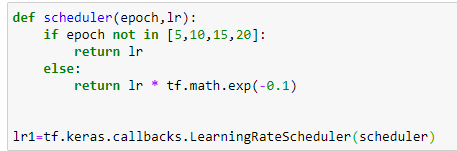 def scheduler(epoch,lr):
    if epoch not in [5,10,15,20]:
        return lr
    else:
        return lr * tf.math.exp(-0.1)
lr1=tf.keras.callbacks.LearningRateScheduler(scheduler)